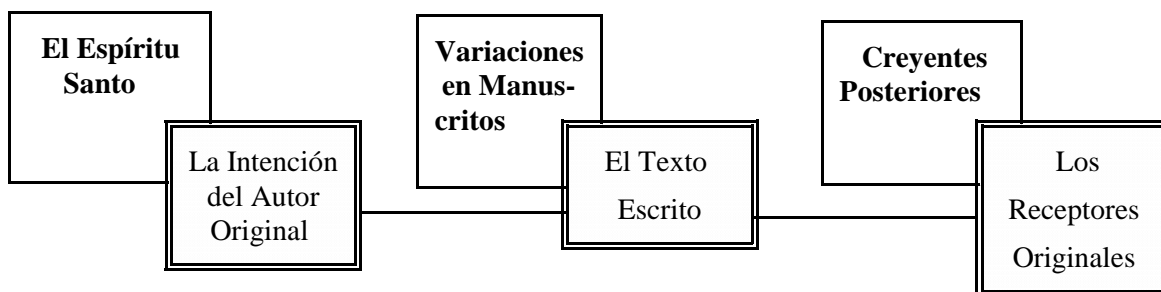 El Espíritu
Santo
La Intención
del Autor
Original
Variaciones
en Manus-
critos
El Texto
Escrito
Creyentes
Posteriores
Los
Receptores
Originales